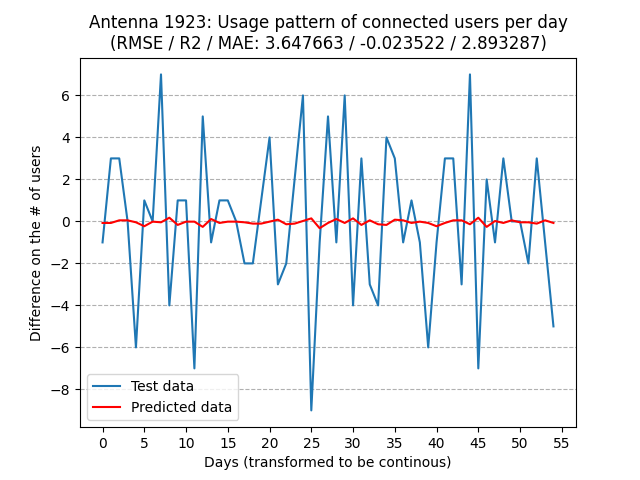 Antenna 1923: Usage pattern of connected users per day
(RMSE / R2 / MAE: 3.647663 / -0.023522 / 2.893287)
Difference on the # of users
6
4
2
0
−2
−4
−6
−8
Test data
Predicted data
0 5 10 15 20 25 30 35 40 45 50 55
Days (transformed to be continous)